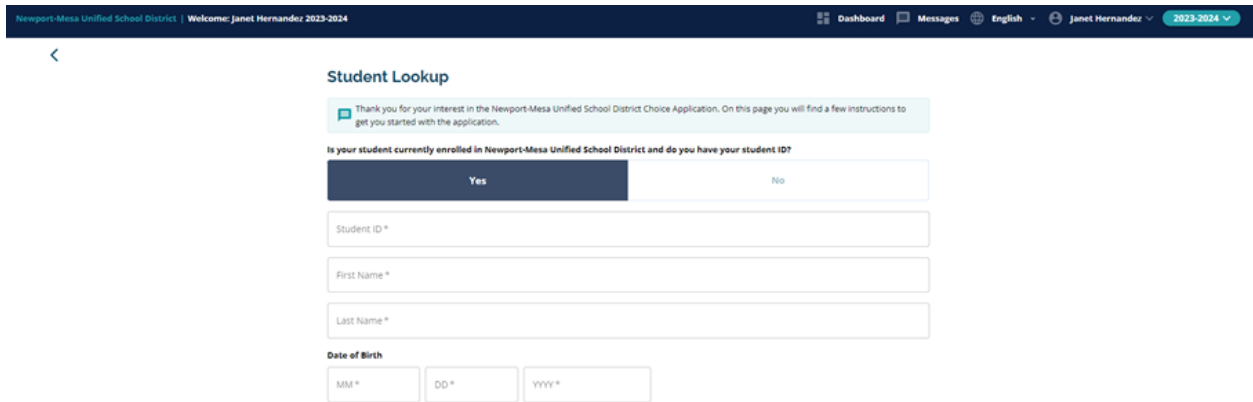 Newport-Mesa Unified School District | Welcome: Janet Hernandez 2023-2024
Dashboard Messages English Janet Hernandez 2023-2024
Student Lookup
Thank you for your interest in the Newport-Mesa Unified School District Choice Application. On this page you will find a few instructions to
get you started with the application.
Is your student currently enrolled in Newport-Mesa Unified School District and do you have your student ID?
Yes No
Student ID *
First Name *
Last Name *
Date of Birth
MM * DD * YYYY *